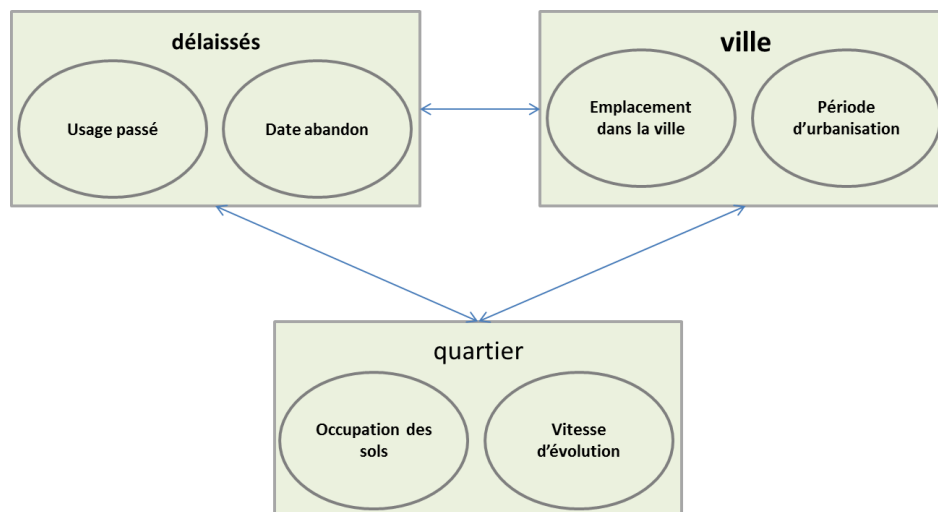 délaissés
Usage passé
Date abandon
ville
Emplacement
dans la ville
Période
d’urbanisation
quartier
Occupation des
sols
Vitesse
d’évolution